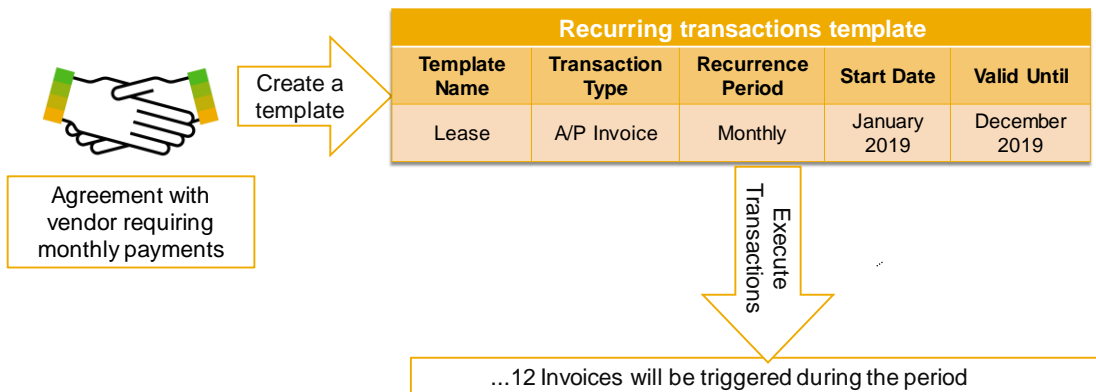 Recurring transactions template
Create a
template
Template
Name
Transaction
Type
Recurrence
Period
Start Date
Valid Until
Lease
A/P Invoice
Monthly
January
2019
December
2019
Agreement with
vendor requiring
monthly payments
Execute
Transactions
...12 Invoices will be triggered during the period